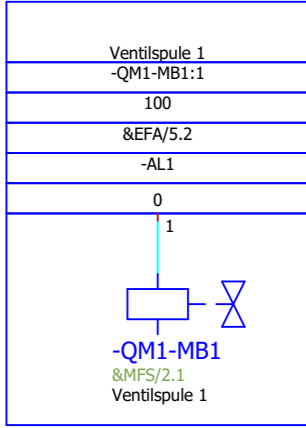 Ventilspule 1
-QM1-MB1:1
100
&EFA/5.2
-AL1
0
1
-QM1-MB1
&MFS/2.1
Ventilspule 1